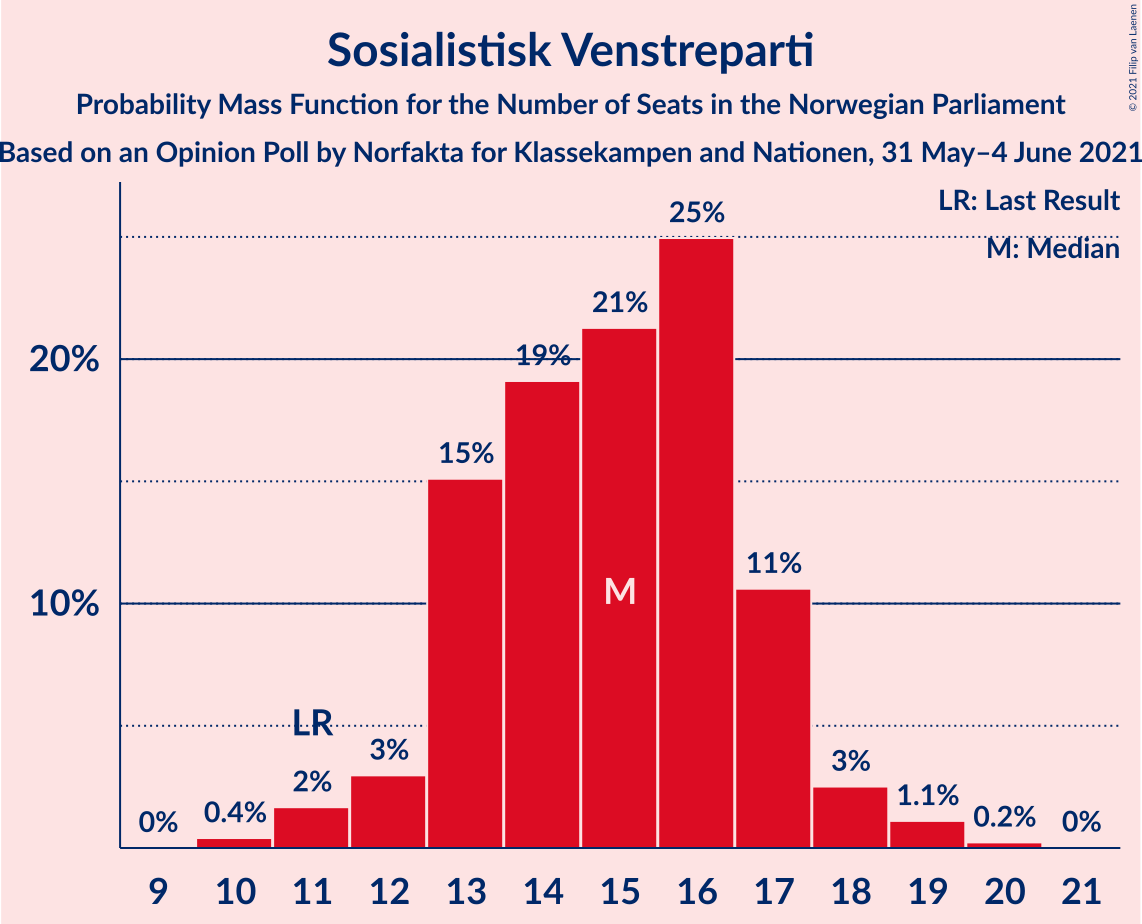 Sosialistisk Venstreparti
Probability Mass Function for the Number of Seats in the Norwegian Parliament
Based on an Opinion Poll by Norfakta for Klassekampen and Nationen, 31 May–4 June 2021
© 2021 Filip van Laenen
LR: Last Result
M: Median
25%
21%
20%
19%
15%
11%
M
10%
LR
3%
3%
2%
1.1%
0.4%
0.2%
0%
0%
9 10 11 12 13 14 15 16 17 18 19 20 21